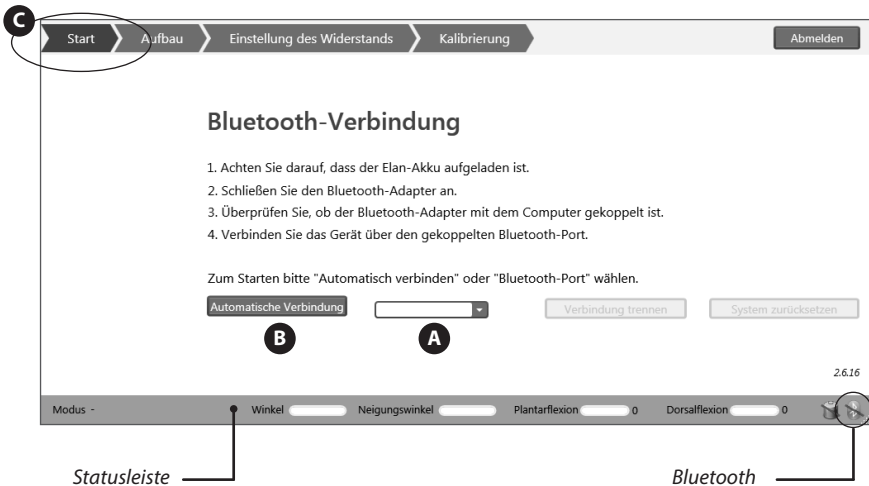 C
Start Aufbau Einstellung des Widerstands Kalibrierung Abmelden
Bluetooth-Verbindung
1. Achten Sie darauf, dass der Elan-Akku aufgeladen ist.
2. Schließen Sie den Bluetooth-Adapter an.
3. Überprüfen Sie, ob der Bluetooth-Adapter mit dem Computer gekoppelt ist.
4. Verbinden Sie das Gerät über den gekoppelten Bluetooth-Port.
Zum Starten bitte "Automatisch verbinden" oder "Bluetooth-Port" wählen.
Automatische Verbindung Verbindung trennen System zurücksetzen
B A
2.6.16
Modus - Winkel Neigungswinkel Plantarflexion 0 Dorsalflexion 0
Statusleiste Bluetooth